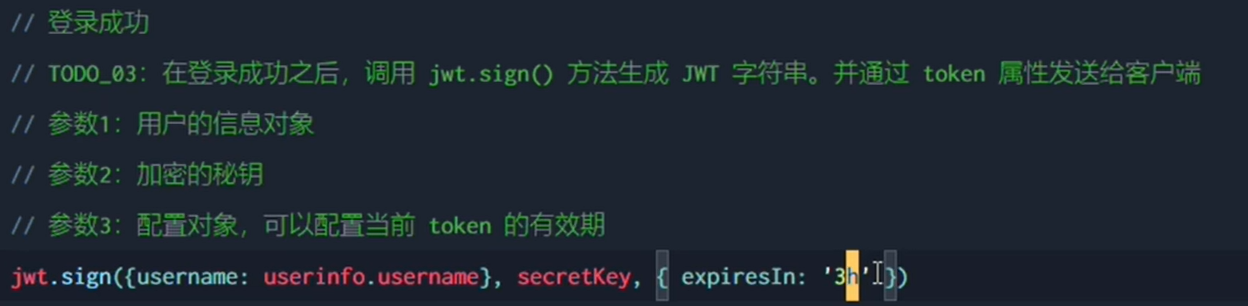 // 登录成功
// TODO_03：在登录成功之后，调用 jwt.sign() 方法生成 JWT 字符串。并通过 token 属性发送给客户端
// 参数1：用户的信息对象
// 参数2：加密的秘钥
// 参数3：配置对象，可以配置当前 token 的有效期
jwt.sign({username: userinfo.username}, secretKey, { expiresIn: '3h' })